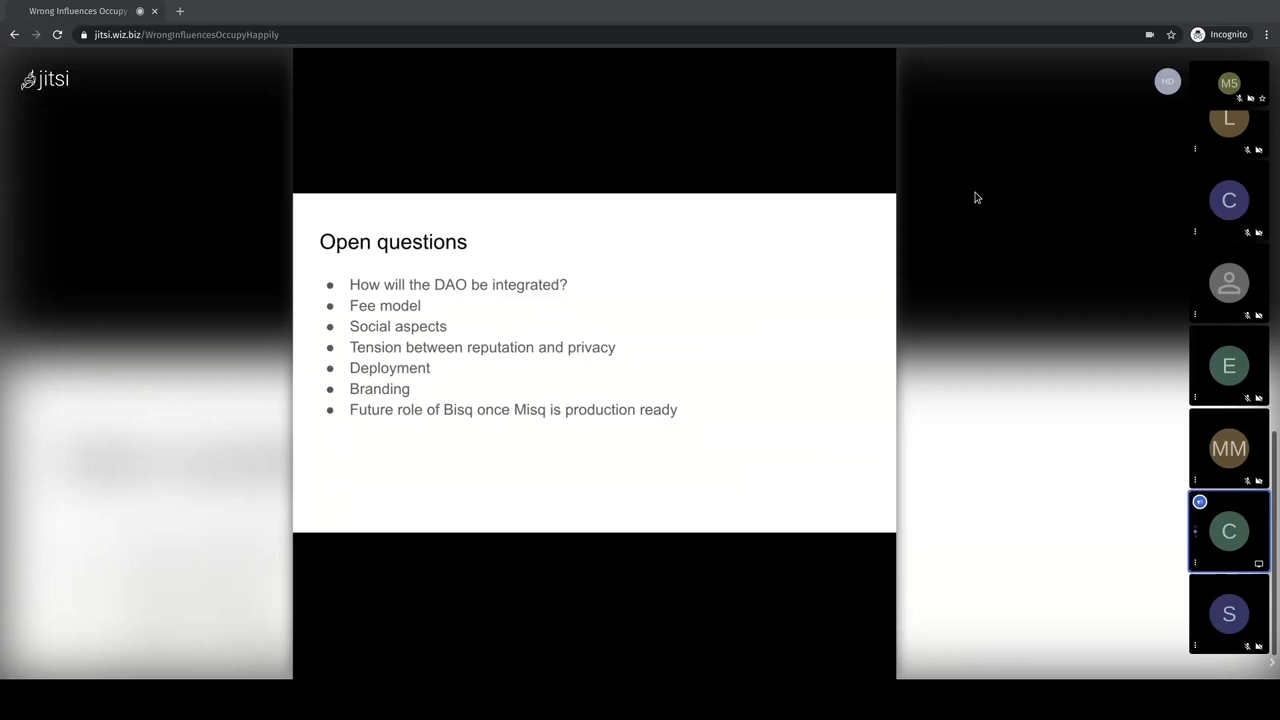 Wrong Influences Occupy
jitsi.wiz.biz/WrongInfluencesOccupyHappily
Incognito
jitsi
HD
M5
L
C
E
MM
C
S
Open questions
● How will the DAO be integrated?
● Fee model
● Social aspects
● Tension between reputation and privacy
● Deployment
● Branding
● Future role of Bisq once Misq is production ready